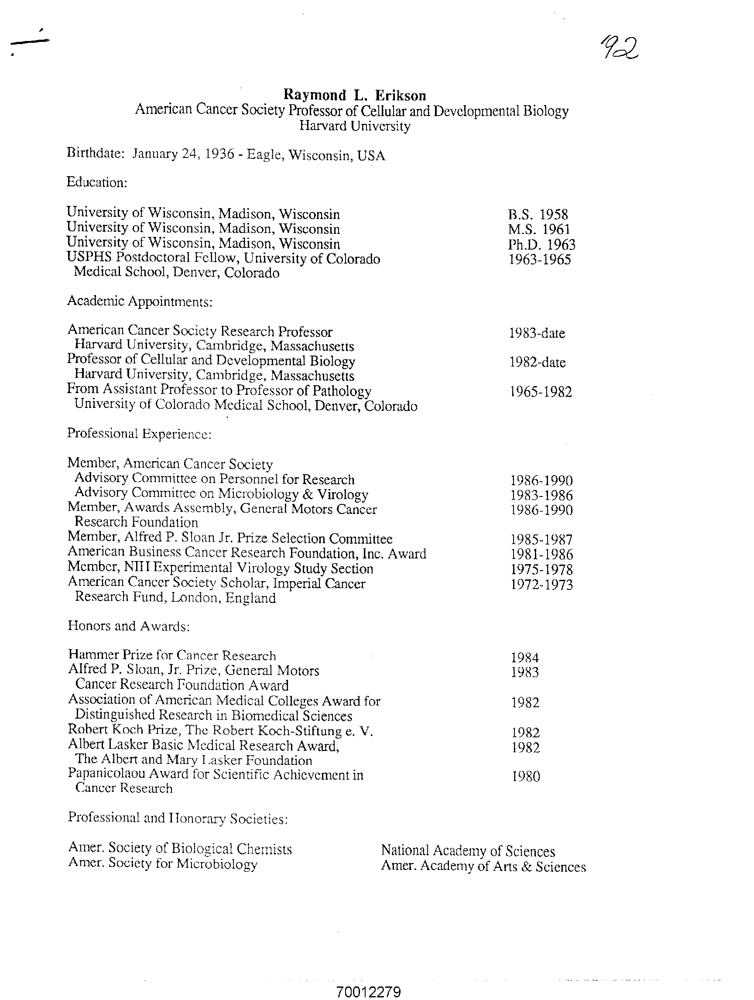 '92
Raymond L. Erikson
American Cancer Society Professor of Cellular and Developmental Biology
Harvard University
Birthdate: January 24, 1936 - Eagle, Wisconsin, USA
Education:
University of Wisconsin, Madison, Wisconsin B.S. 1958
University of Wisconsin, Madison, Wisconsin M.S. 1961
University of Wisconsin, Madison, Wisconsin Ph.D. 1963
USPHS Postdoctoral Fellow, University of Colorado 1963-1965
Medical School, Denver, Colorado
Academic Appointments:
American Cancer Society Research Professor 1983-date
Harvard University, Cambridge, Massachusetts
Professor of Cellular and Developmental Biology 1982-date
Harvard University, Cambridge, Massachusetts
From Assistant Professor to Professor of Pathology 1965-1982
University of Colorado Medical School, Denver, Colorado
Professional Experience:
Member, American Cancer Society
Advisory Committee on Personnel for Research 1986-1990
Advisory Committee on Microbiology & Virology 1983-1986
Member, Awards Assembly, General Motors Cancer 1986-1990
Research Foundation
Member, Alfred P. Sloan Jr. Prize Selection Committee 1985-1987
American Business Cancer Research Foundation, Inc. Award 1981-1986
Member, NIH Experimental Virology Study Section 1975-1978
American Cancer Society Scholar, Imperial Cancer 1972-1973
Research Fund, London, England
Honors and Awards:
Hammer Prize for Cancer Research 1984
Alfred P. Sloan, Jr. Prize, General Motors 1983
Cancer Research Foundation Award
Association of American Medical Colleges Award for 1982
Distinguished Research in Biomedical Sciences
Robert Koch Prize, The Robert Koch-Stiftung e. V. 1982
Albert Lasker Basic Medical Research Award, 1982
The Albert and Mary Lasker Foundation
Papanicolaou Award for Scientific Achievement in 1980
Cancer Research
Professional and Honorary Societies:
Amer. Society of Biological Chemists National Academy of Sciences
Amer. Society for Microbiology Amer. Academy of Arts & Sciences
70012279